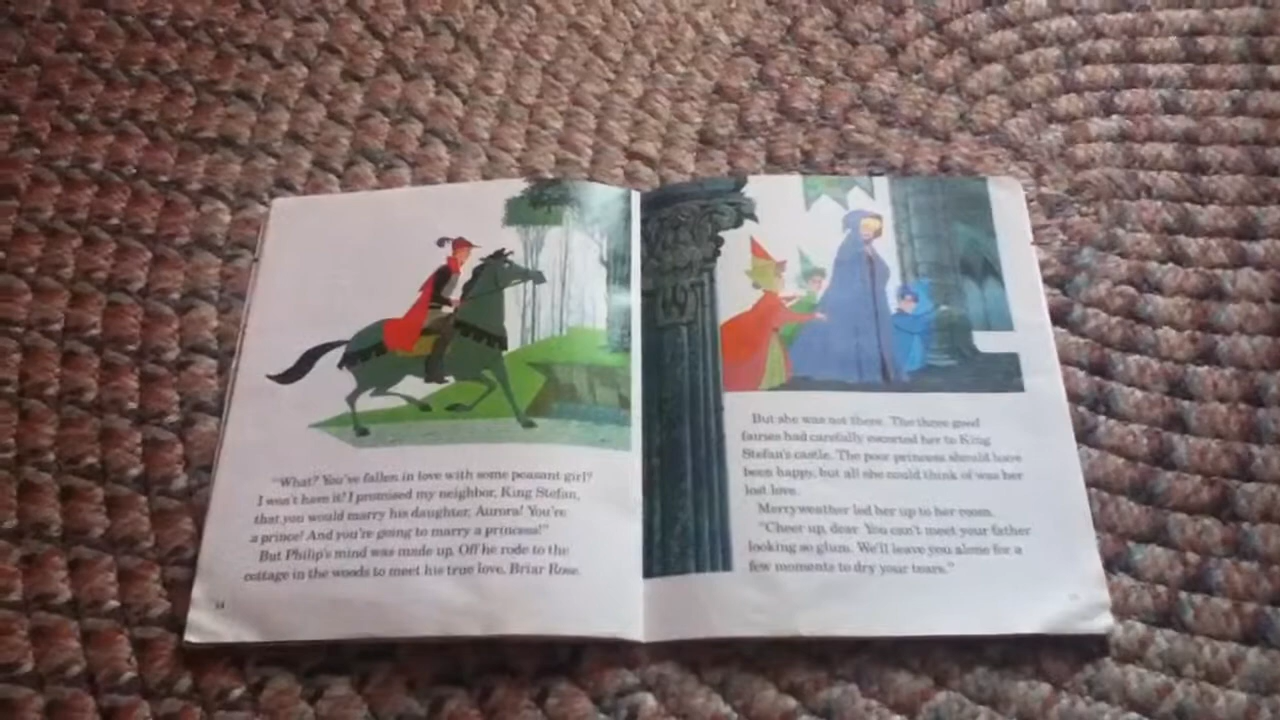 "What? You've fallen in love with some peasant girl?
I won't have it! I promised my neighbor, King Stefan,
that you would marry his daughter, Aurora! You're
a prince! And you're going to marry a princess!"
But Philip's mind was made up. Off he rode to the
cottage in the woods to meet his true love, Briar Rose.
14
But she was not there. The three good
fairies had carefully escorted her to King
Stefan's castle. The poor princess should have
been happy, but all she could think of was her
lost love.
Merryweather led her up to her room.
"Cheer up, dear. You can't meet your father
looking so glum. We'll leave you alone for a
few moments to dry your tears."